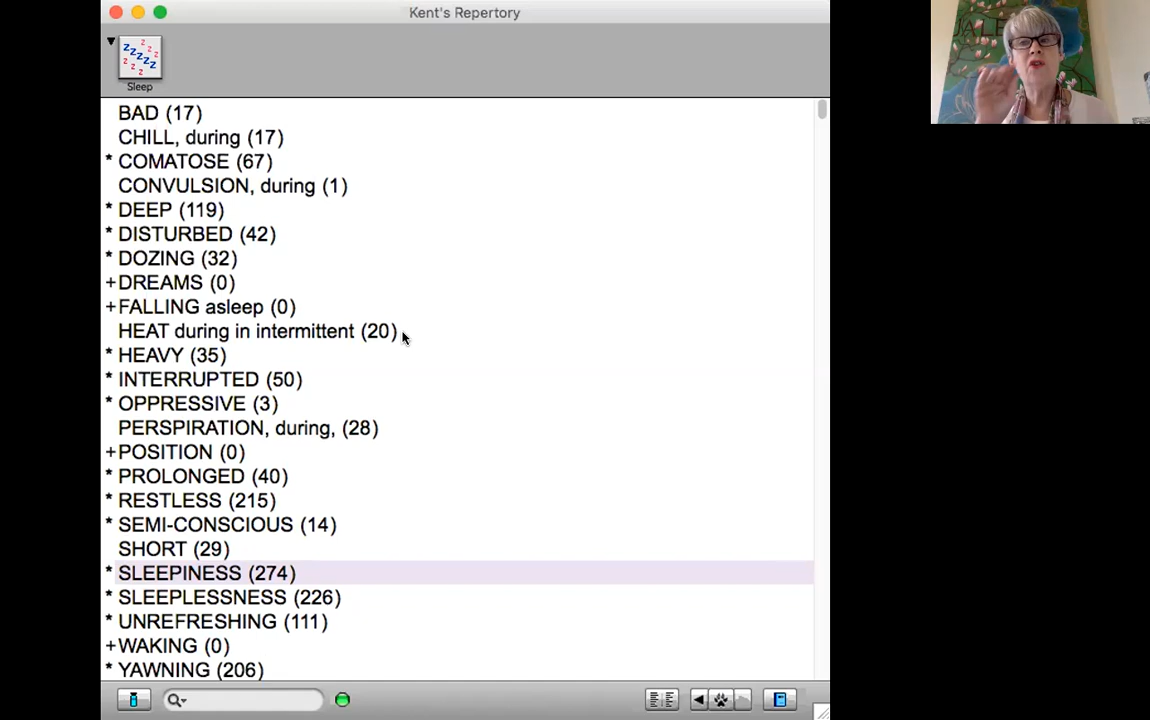 Kent's Repertory
Sleep
BAD (17)
CHILL, during (17)
* COMATOSE (67)
CONVULSION, during (1)
* DEEP (119)
* DISTURBED (42)
* DOZING (32)
+DREAMS (0)
+FALLING asleep (0)
HEAT during in intermittent (20)
* HEAVY (35)
* INTERRUPTED (50)
* OPPRESSIVE (3)
PERSPIRATION, during, (28)
+POSITION (0)
* PROLONGED (40)
* RESTLESS (215)
* SEMI-CONSCIOUS (14)
SHORT (29)
* SLEEPINESS (274)
* SLEEPLESSNESS (226)
* UNREFRESHING (111)
+WAKING (0)
* YAWNING (206)